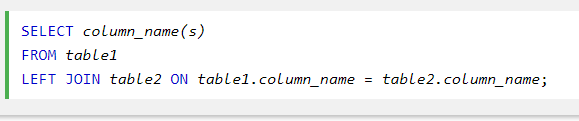 SELECT column_name(s)
FROM table1
LEFT JOIN table2 ON table1.column_name = table2.column_name;